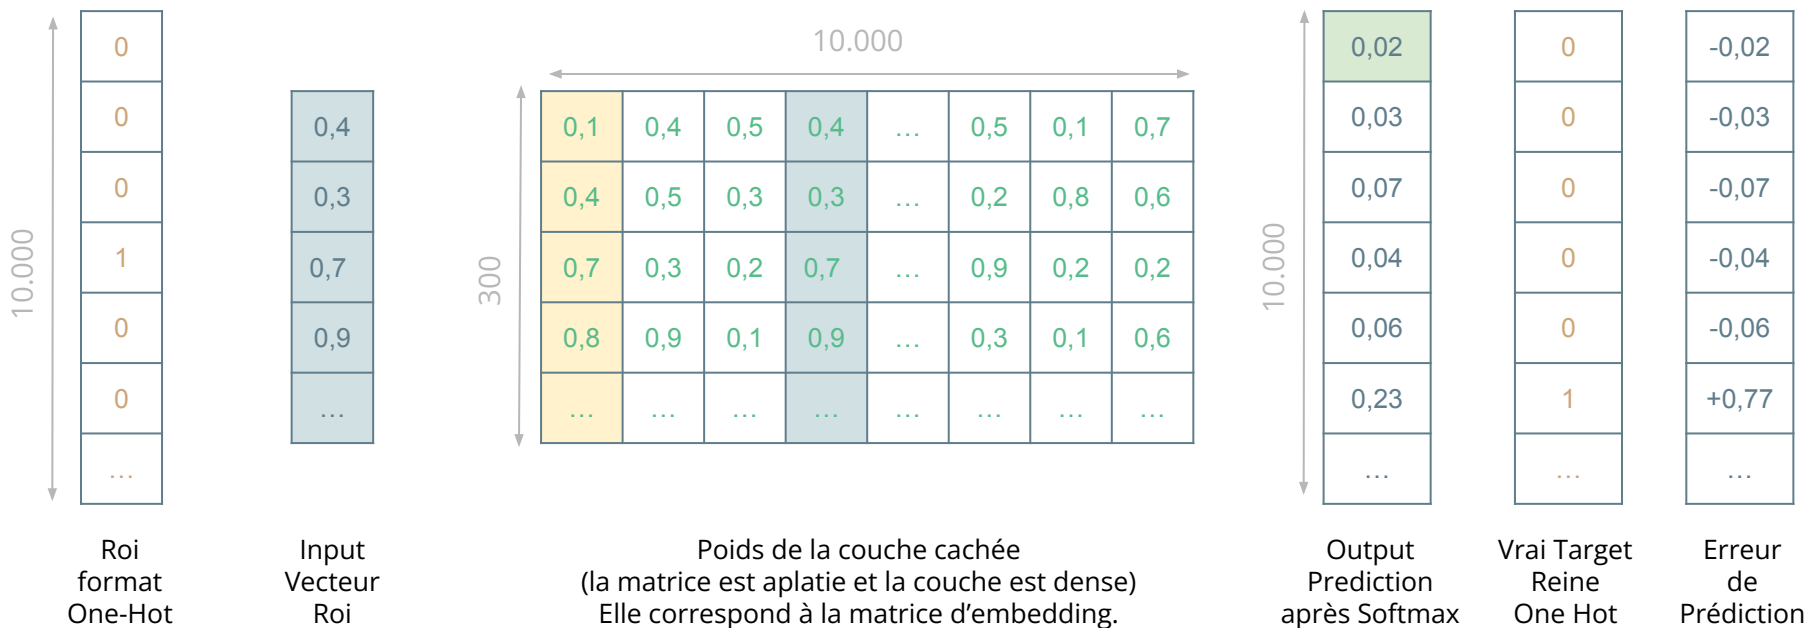 10.000
0
0
0
1
0
0
...
Roi
format
One-Hot
0,4
0,3
0,7
0,9
...
Input
Vecteur
Roi
10.000
300
0,1 0,4 0,5 0,4 ... 0,5 0,1 0,7
0,4 0,5 0,3 0,3 ... 0,2 0,8 0,6
0,7 0,3 0,2 0,7 ... 0,9 0,2 0,2
0,8 0,9 0,1 0,9 ... 0,3 0,1 0,6
... ... ... ... ... ... ... ...
Poids de la couche cachée
(la matrice est aplatie et la couche est dense)
Elle correspond à la matrice d’embedding.
10.000
0,02
0,03
0,07
0,04
0,06
0,23
...
Output
Prediction
après Softmax
0
0
0
0
0
1
...
Vrai Target
Reine
One Hot
-0,02
-0,03
-0,07
-0,04
-0,06
+0,77
...
Erreur
de
Prédiction